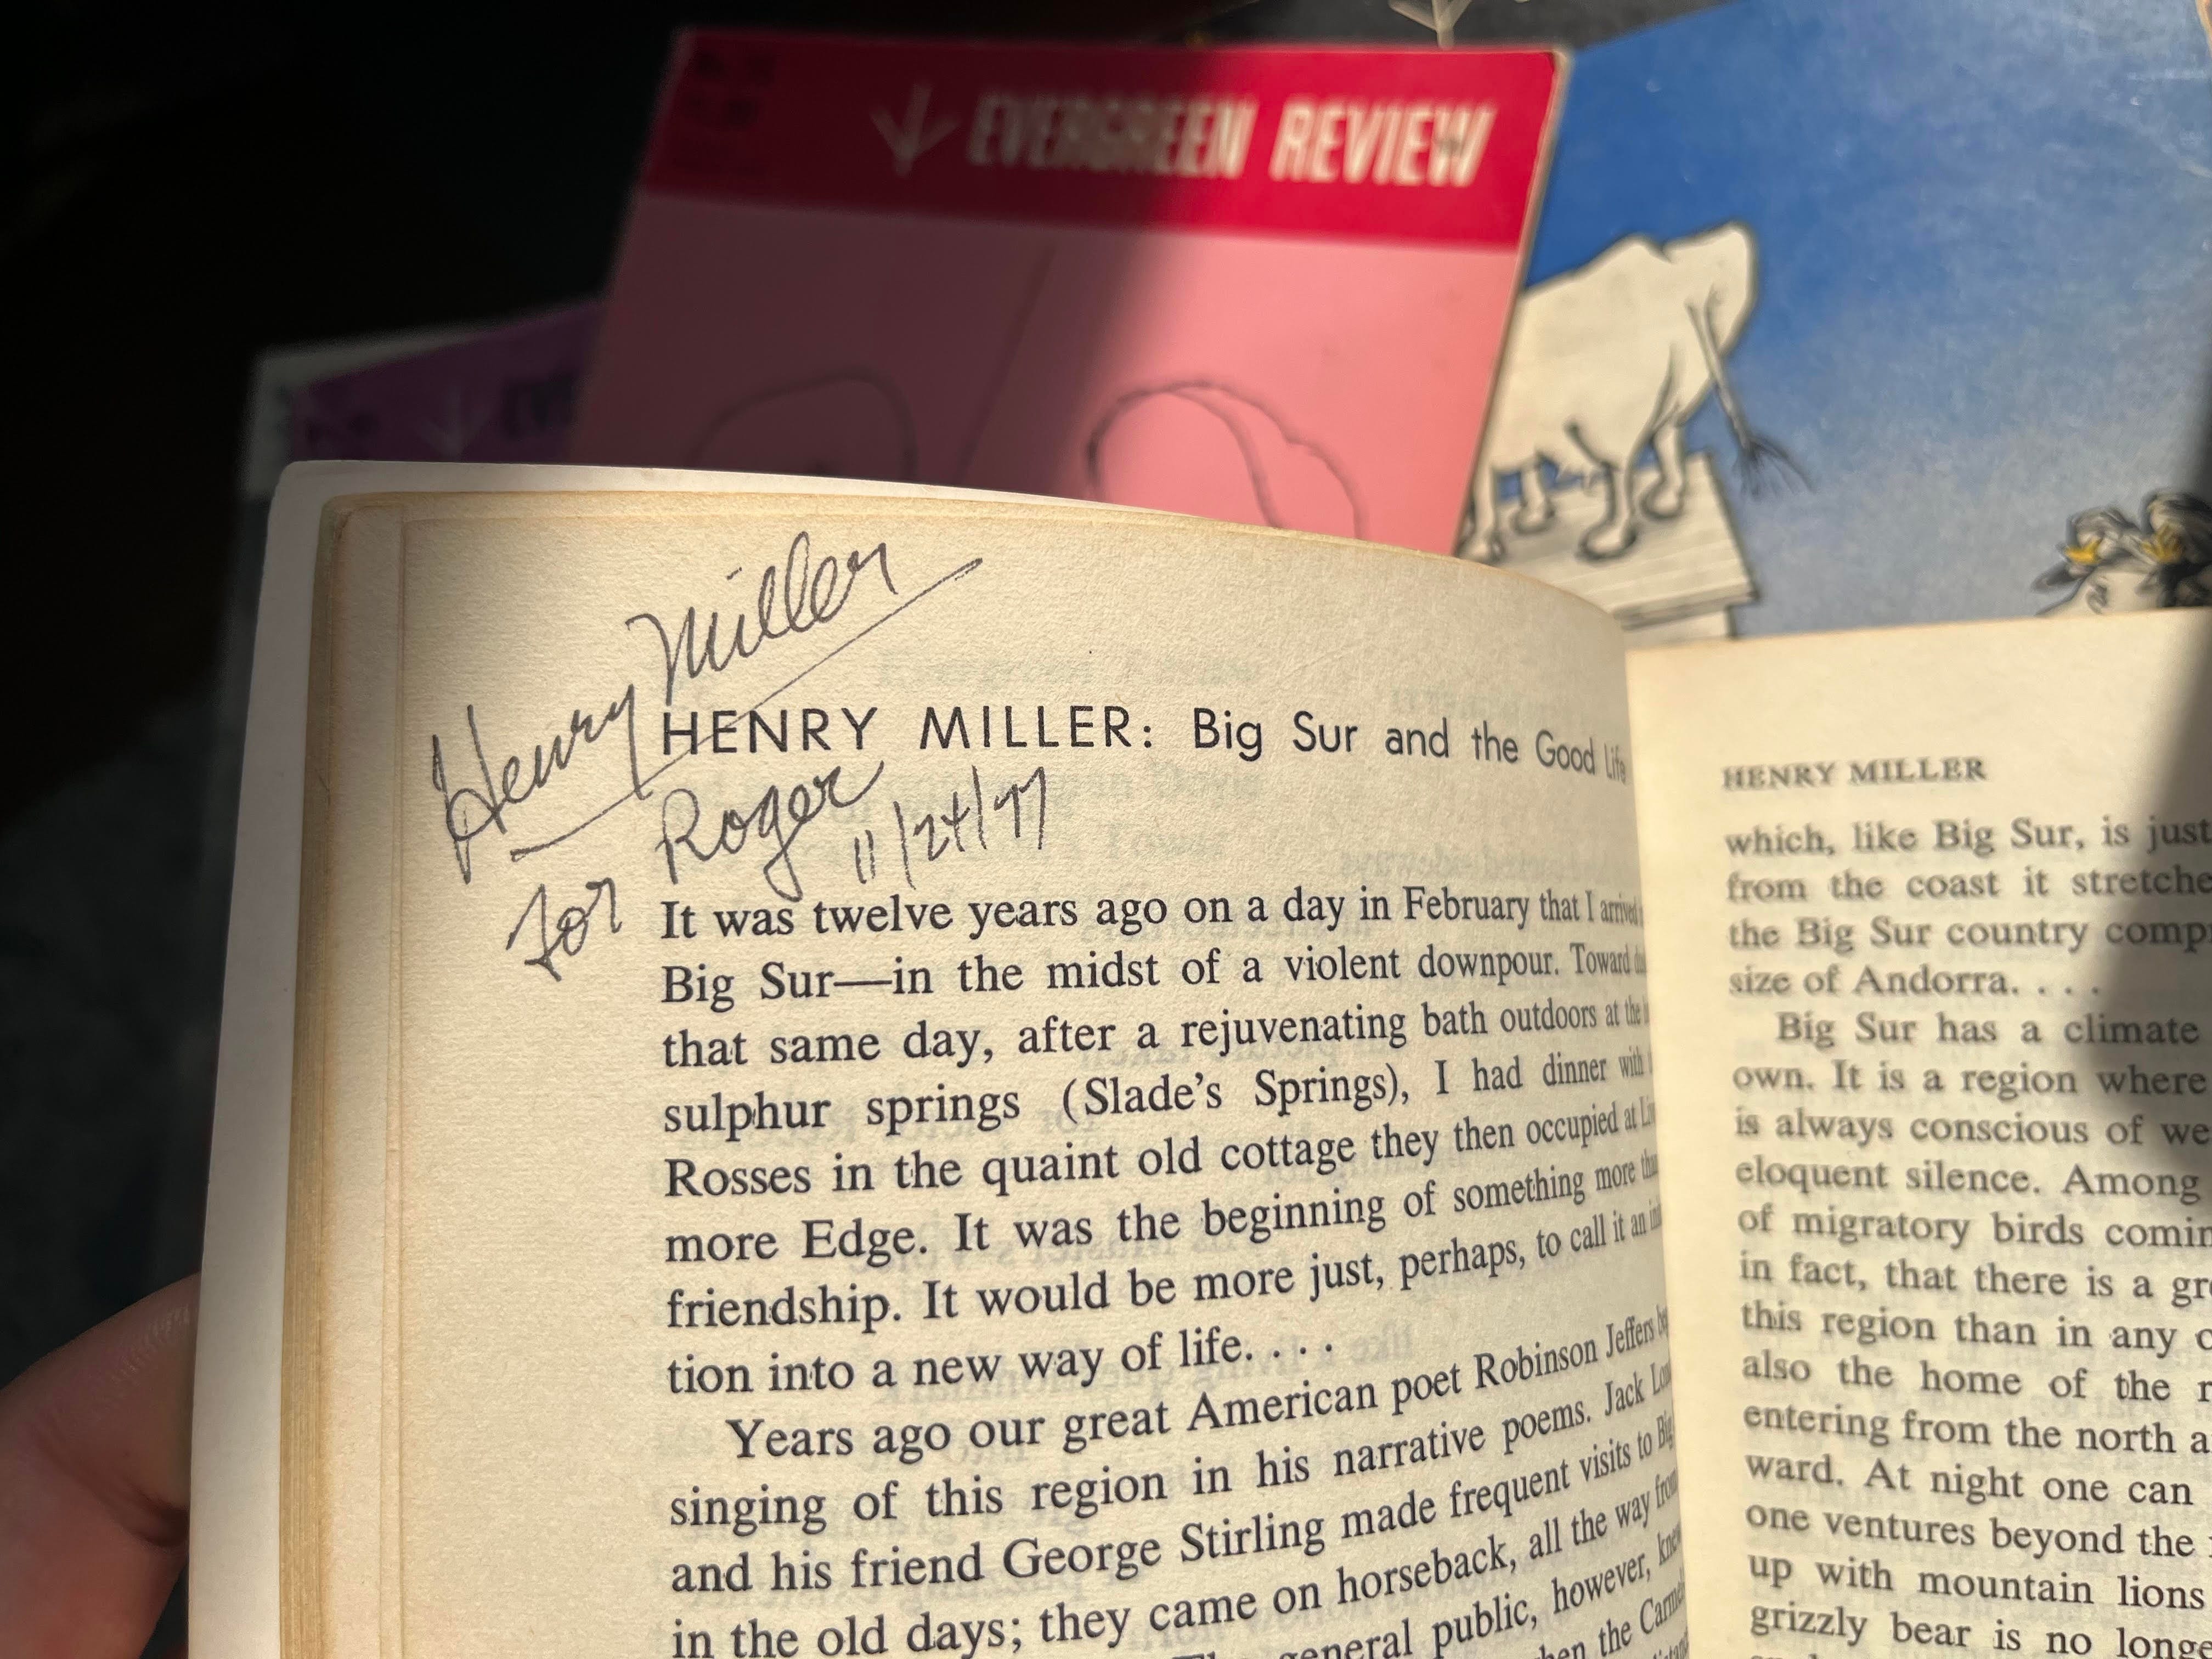 EVERGREEN REVIEW
Henry Miller
HENRY MILLER: Big Sur and the Good Life
For Roger
11/24/77
It was twelve years ago on a day in February that I arrived
Big Sur—in the midst of a violent downpour. Toward
that same day, after a rejuvenating bath outdoors at the
sulphur springs (Slade's Springs), I had dinner with
Rosses in the quaint old cottage they then occupied at
more Edge. It was the beginning of something more
friendship. It would be more just, perhaps, to call it an
tion into a new way of life. . . .
Years ago our great American poet Robinson Jeffers
singing of this region in his narrative poems. Jack
and his friend George Stirling made frequent visits to Big
in the old days; they came on horseback, all the way from
general public, however,
the
HENRY MILLER
which, like Big Sur, is just
from the coast it stretche
the Big Sur country comp
size of Andorra. . . .
Big Sur has a climate
own. It is a region where
is always conscious of we
eloquent silence. Among
of migratory birds comin
in fact, that there is a gr
this region than in any
also the home of the
entering from the north a
ward. At night one can
one ventures beyond the
up with mountain lions
grizzly bear is no longe